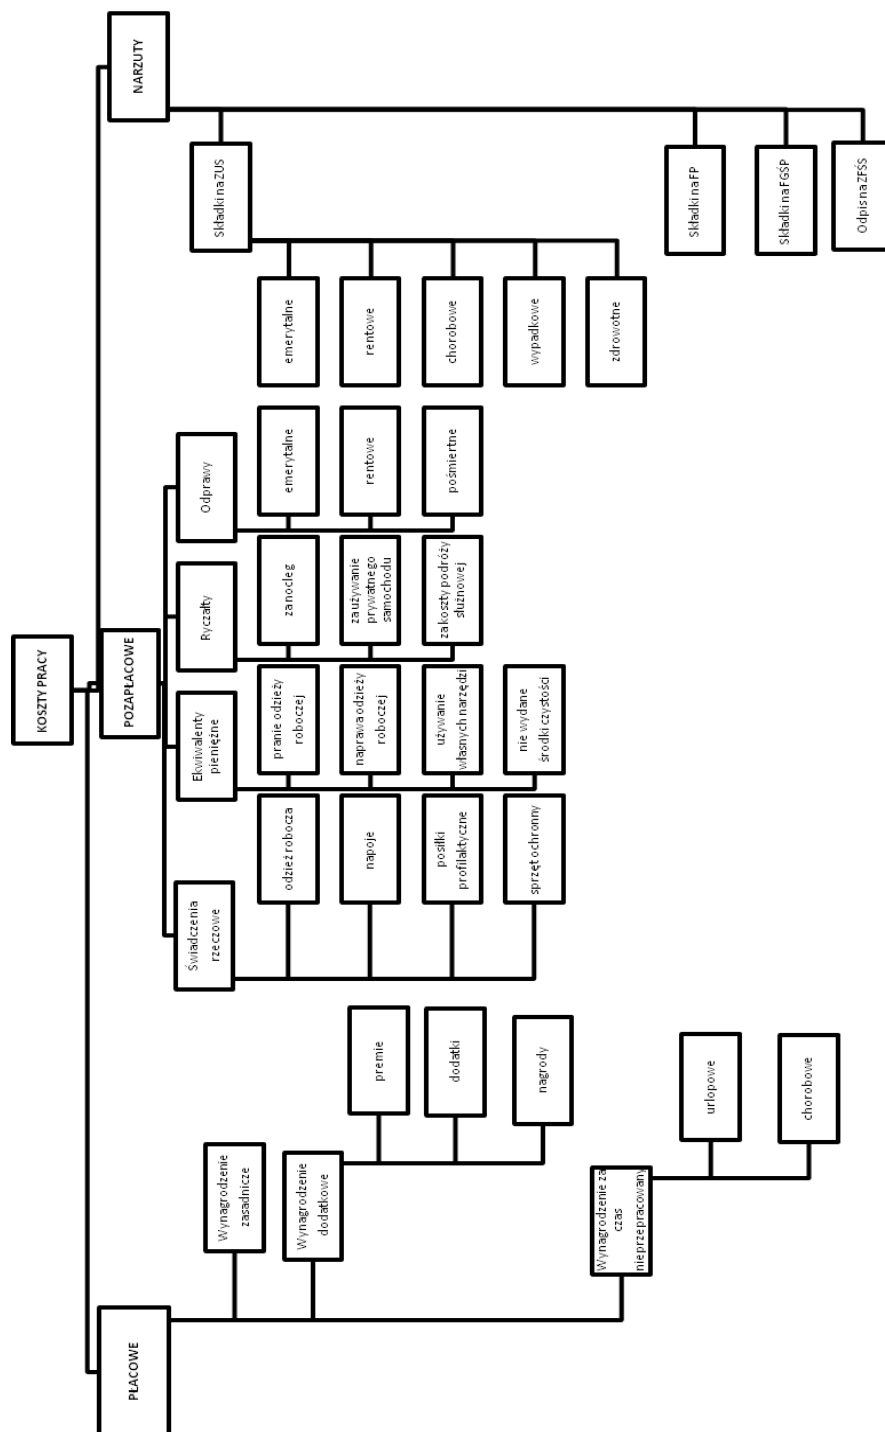 KOSZTY PRACY
PŁACOWE
Wynagrodzenie
zasadnicze
Wynagrodzenie
dodatkowe
premie
dodatki
nagrody
Wynagrodzenie za
czas
nieprzepracowany
urlopowe
chorobowe
POZAPŁACOWE
Świadczenia
rzeczowe
odzież robocza
napoje
posiłki
profilaktyczne
sprzęt ochronny
Ekwiwalenty
pieniężne
pranie odzieży
roboczej
naprawa odzieży
roboczej
używanie
własnych narzędzi
nie wydane
środki czystości
Ryczałty
za nocleg
za używanie
prywatnego
samochodu
za koszty podróży
służnowej
Odprawy
emerytalne
rentowe
pośmiertne
NARZUTY
Składki na ZUS
emerytalne
rentowe
chorobowe
wypadkowe
zdrowotne
Składki na FP
Składki na FGŚP
Odpis na ZFŚS